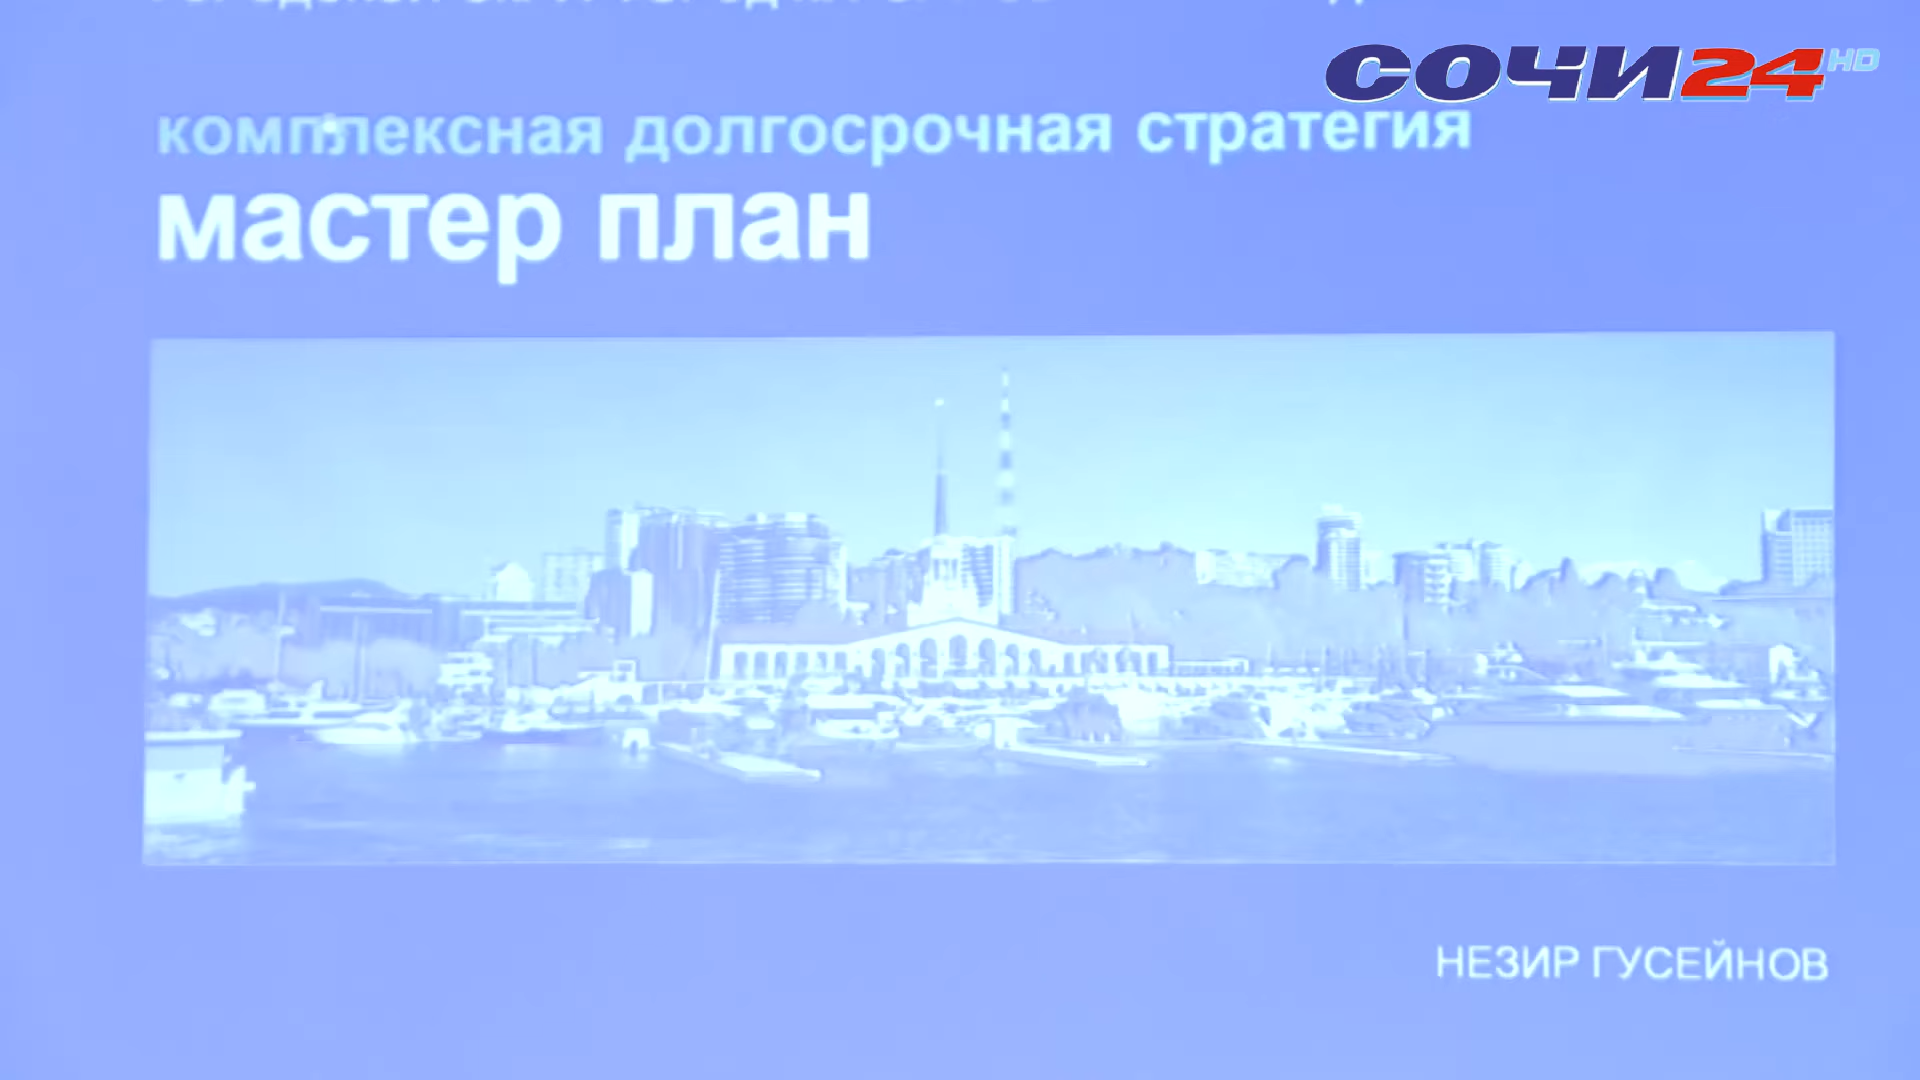 СОЧИ24 HD
комплексная долгосрочная стратегия
мастер план
НЕЗИР ГУСЕЙНОВ